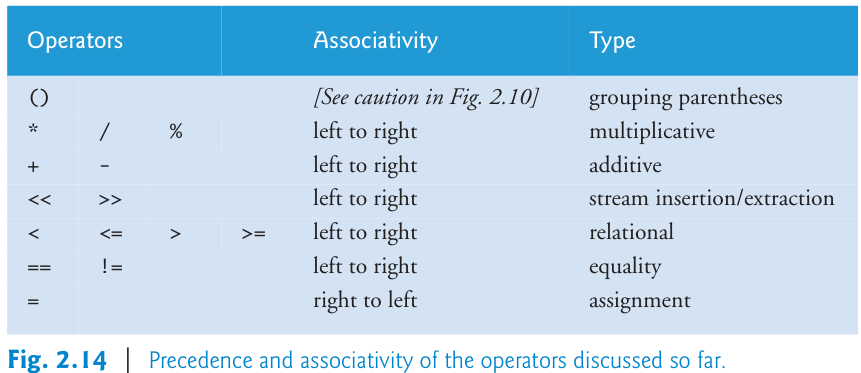 Operators Associativity Type
() [See caution in Fig. 2.10] grouping parentheses
* / % left to right multiplicative
+ - left to right additive
<< >> left to right stream insertion/extraction
< <= > >= left to right relational
== != left to right equality
= right to left assignment
Fig. 2.14 | Precedence and associativity of the operators discussed so far.